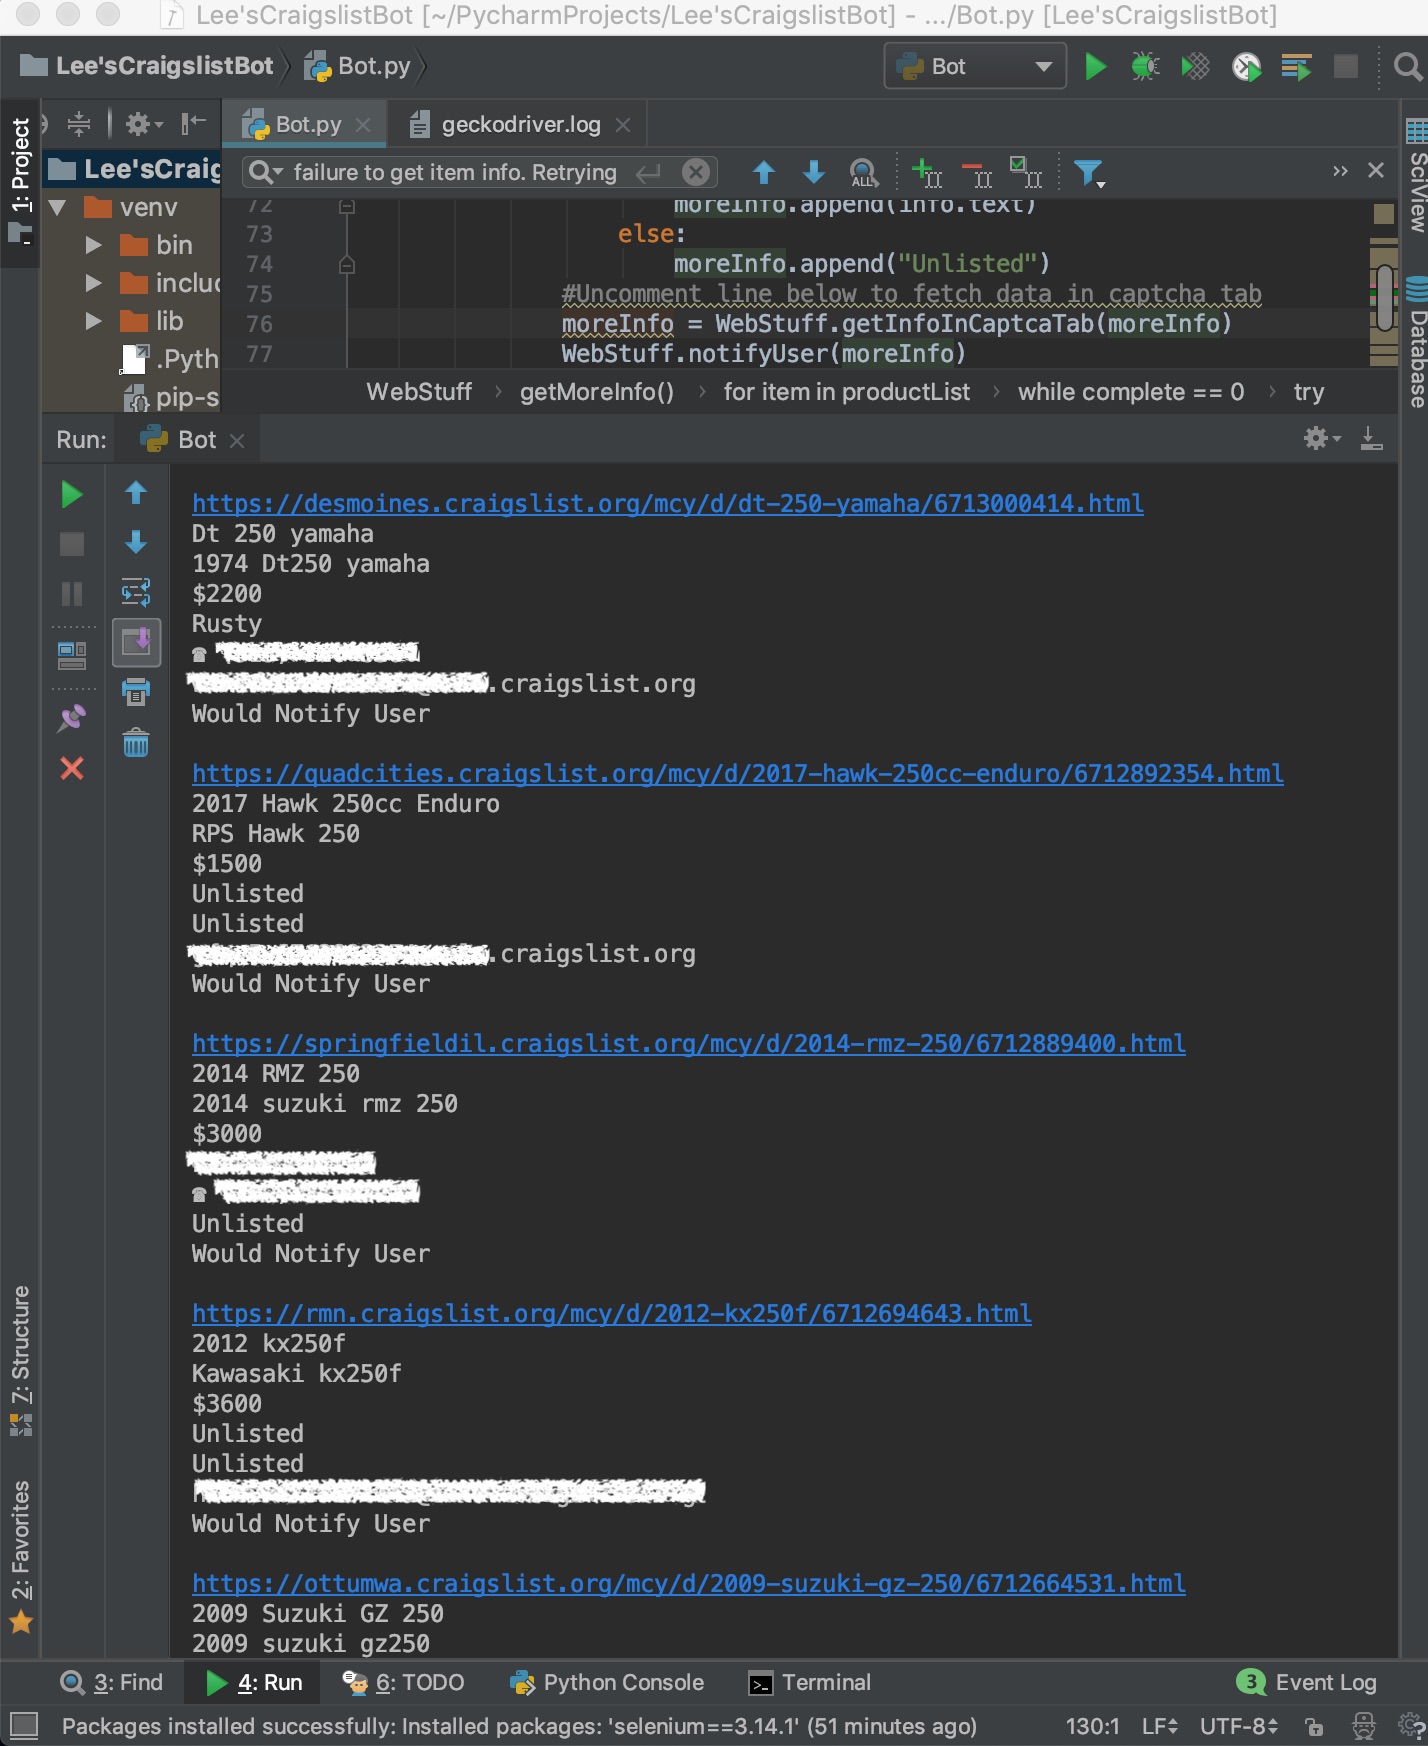 Lee'sCraigslistBot [~/PycharmProjects/Lee'sCraigslistBot] - .../Bot.py [Lee'sCraigslistBot]
Lee'sCraigslistBot Bot.py
Bot
1: Project
Bot.py geckodriver.log
SciView
Database
Lee'sCraig
venv
bin
includ
lib
.Pyth
pip-s
failure to get item info. Retrying
ALL
72 moreInfo.append(info.text)
73 else:
74 moreInfo.append("Unlisted")
75 #Uncomment line below to fetch data in captcha tab
76 moreInfo = WebStuff.getInfoInCaptcaTab(moreInfo)
77 WebStuff.notifyUser(moreInfo)
WebStuff › getMoreInfo() › for item in productList › while complete == 0 › try
Run: Bot
https://desmoines.craigslist.org/mcy/d/dt-250-yamaha/6713000414.html
Dt 250 yamaha
1974 Dt250 yamaha
$2200
Rusty
☎
.craigslist.org
Would Notify User
https://quadcities.craigslist.org/mcy/d/2017-hawk-250cc-enduro/6712892354.html
2017 Hawk 250cc Enduro
RPS Hawk 250
$1500
Unlisted
Unlisted
.craigslist.org
Would Notify User
https://springfieldil.craigslist.org/mcy/d/2014-rmz-250/6712889400.html
2014 RMZ 250
2014 suzuki rmz 250
$3000
☎
Unlisted
Would Notify User
https://rmn.craigslist.org/mcy/d/2012-kx250f/6712694643.html
2012 kx250f
Kawasaki kx250f
$3600
Unlisted
Unlisted
Would Notify User
https://ottumwa.craigslist.org/mcy/d/2009-suzuki-gz-250/6712664531.html
2009 Suzuki GZ 250
2009 suzuki gz250
7: Structure
2: Favorites
3: Find 4: Run 6: TODO Python Console Terminal 3 Event Log
Packages installed successfully: Installed packages: 'selenium==3.14.1' (51 minutes ago) 130:1 LF UTF-8